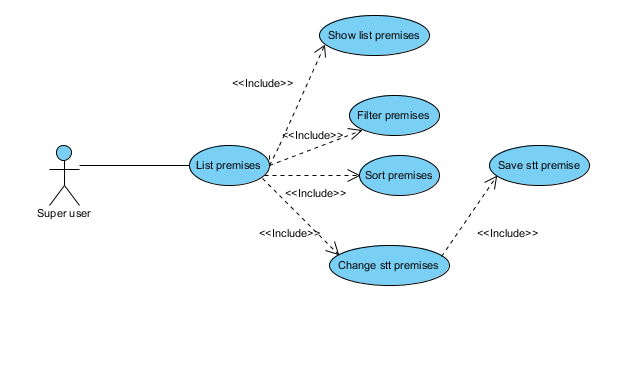 Show list premises
<<Include>>
Filter premises
<<Include>>
List premises
Save stt premise
Sort premises
<<Include>>
Super user
<<Include>>
<<Include>>
Change stt premises